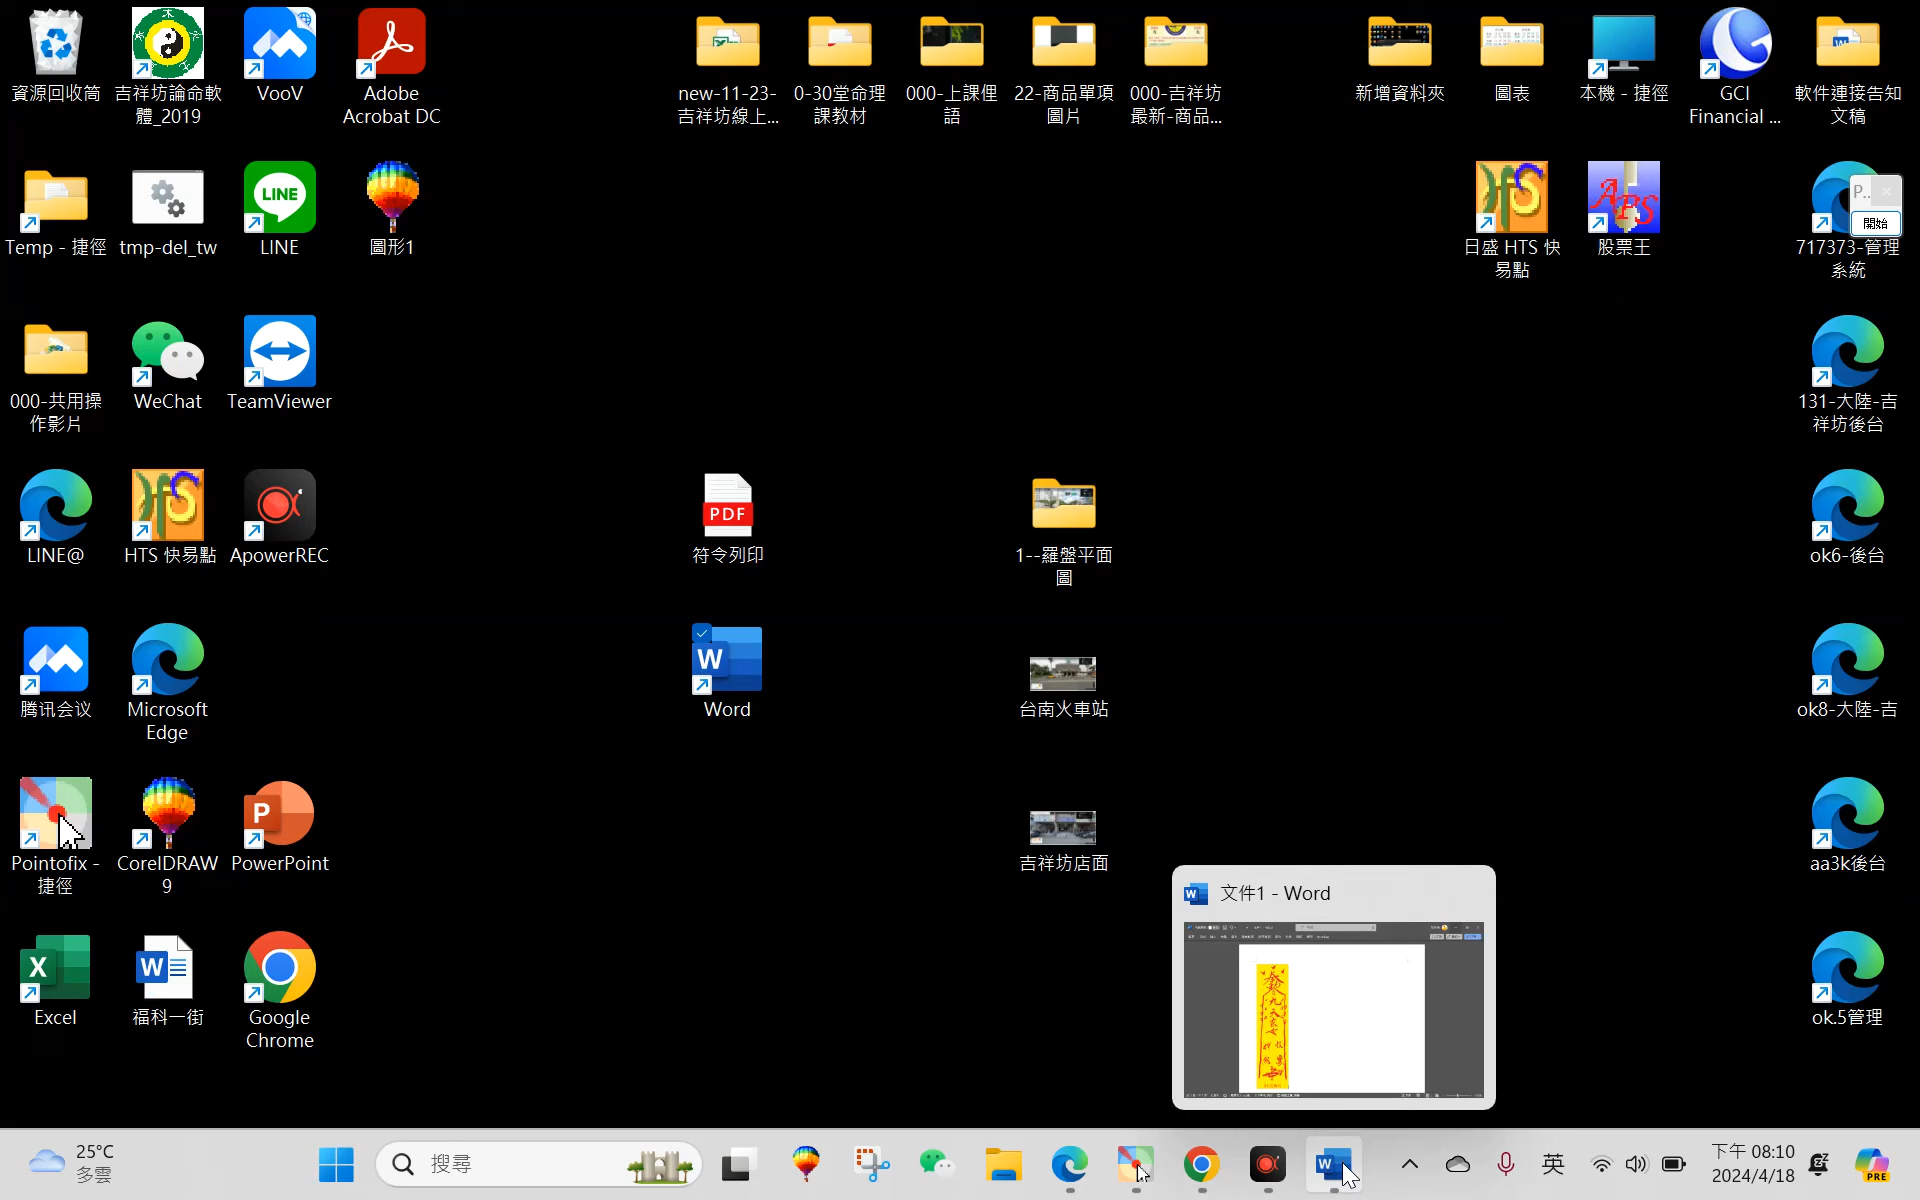 資源回收筒
吉祥坊論命軟
體_2019
VooV
Adobe
Acrobat DC
new-11-23-
吉祥坊線上...
0-30堂命理
課教材
000-上課俚
語
22-商品單項
圖片
000-吉祥坊
最新-商品...
新增資料夾
圖表
本機 - 捷徑
GCI
Financial ...
軟件連接告知
文稿
Temp - 捷徑
tmp-del_tw
LINE
LINE
圖形1
日盛 HTS 快
易點
股票王
P...
開始
717373-管理
系統
000-共用操
作影片
WeChat
TeamViewer
131-大陸-吉
祥坊後台
LINE@
HTS 快易點
ApowerREC
PDF
符令列印
1--羅盤平面
圖
ok6-後台
腾讯会议
Microsoft
Edge
W
Word
台南火車站
ok8-大陸-吉
Pointofix -
捷徑
CorelDRAW
9
P
PowerPoint
吉祥坊店面
aa3k後台
X
Excel
W
福科一街
Google
Chrome
W
文件1 - Word
ok.5管理
25°C
多雲
搜尋
W
英
下午 08:10
2024/4/18
PRE